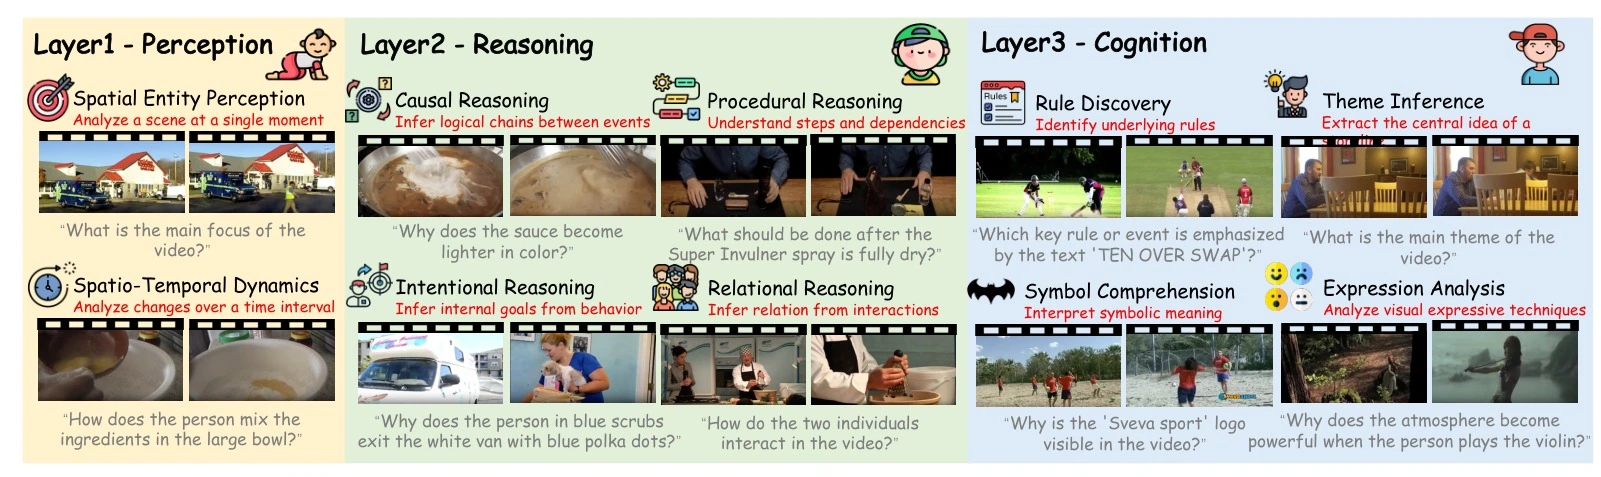 Layer1 - Perception
Spatial Entity Perception
Analyze a scene at a single moment
“What is the main focus of the
video?”
Spatio-Temporal Dynamics
Analyze changes over a time interval
“How does the person mix the
ingredients in the large bowl?”
Layer2 - Reasoning
Causal Reasoning
Infer logical chains between events
“Why does the sauce become
lighter in color?”
Procedural Reasoning
Understand steps and dependencies
“What should be done after the
Super Invulner spray is fully dry?”
Intentional Reasoning
Infer internal goals from behavior
“Why does the person in blue scrubs
exit the white van with blue polka dots?”
Relational Reasoning
Infer relation from interactions
“How do the two individuals
interact in the video?”
Layer3 - Cognition
Rules
Rule Discovery
Identify underlying rules
“Which key rule or event is emphasized
by the text 'TEN OVER SWAP'?”
Theme Inference
Extract the central idea of a
“What is the main theme of the
video?”
Symbol Comprehension
Interpret symbolic meaning
“Why is the 'Sveva sport' logo
visible in the video?”
Expression Analysis
Analyze visual expressive techniques
“Why does the atmosphere become
powerful when the person plays the violin?”